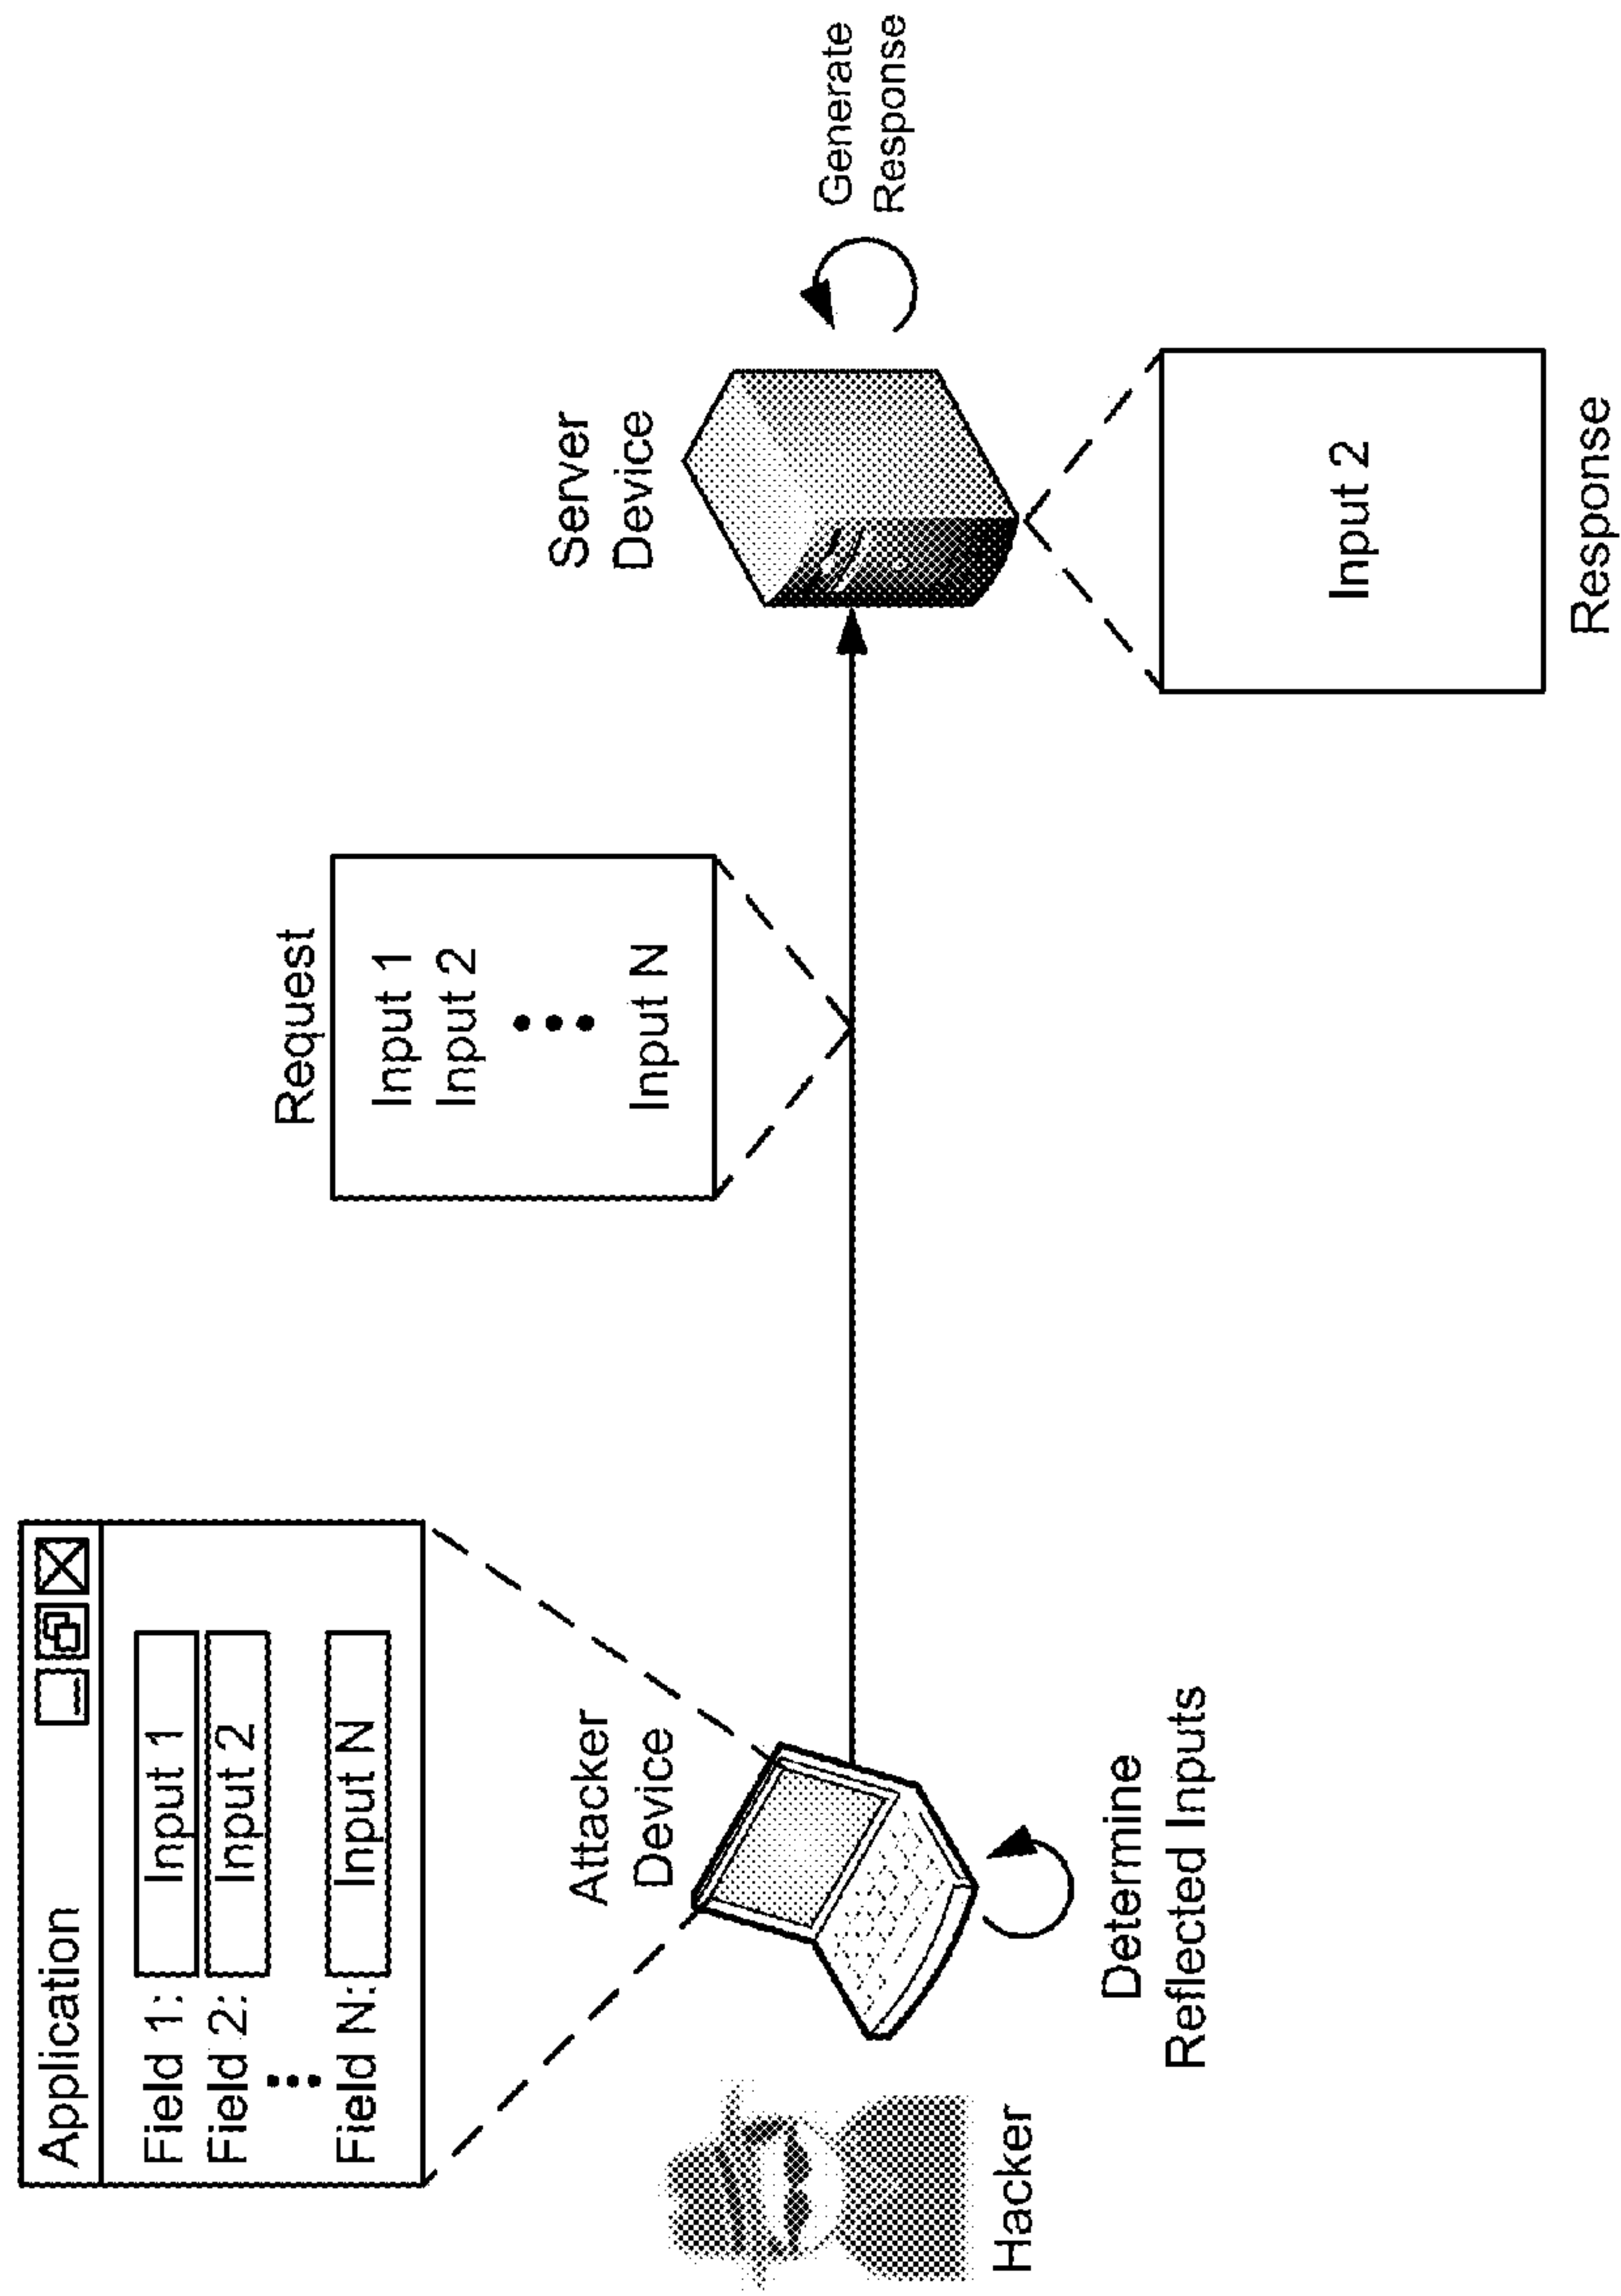 Application
Field 1: Input 1
Field 2: Input 2
Field N: Input N
Request
Input 1
Input 2
Input N
Attacker
Device
Server
Device
Generate
Response
Hacker
Determine
Reflected Inputs
Input 2
Response